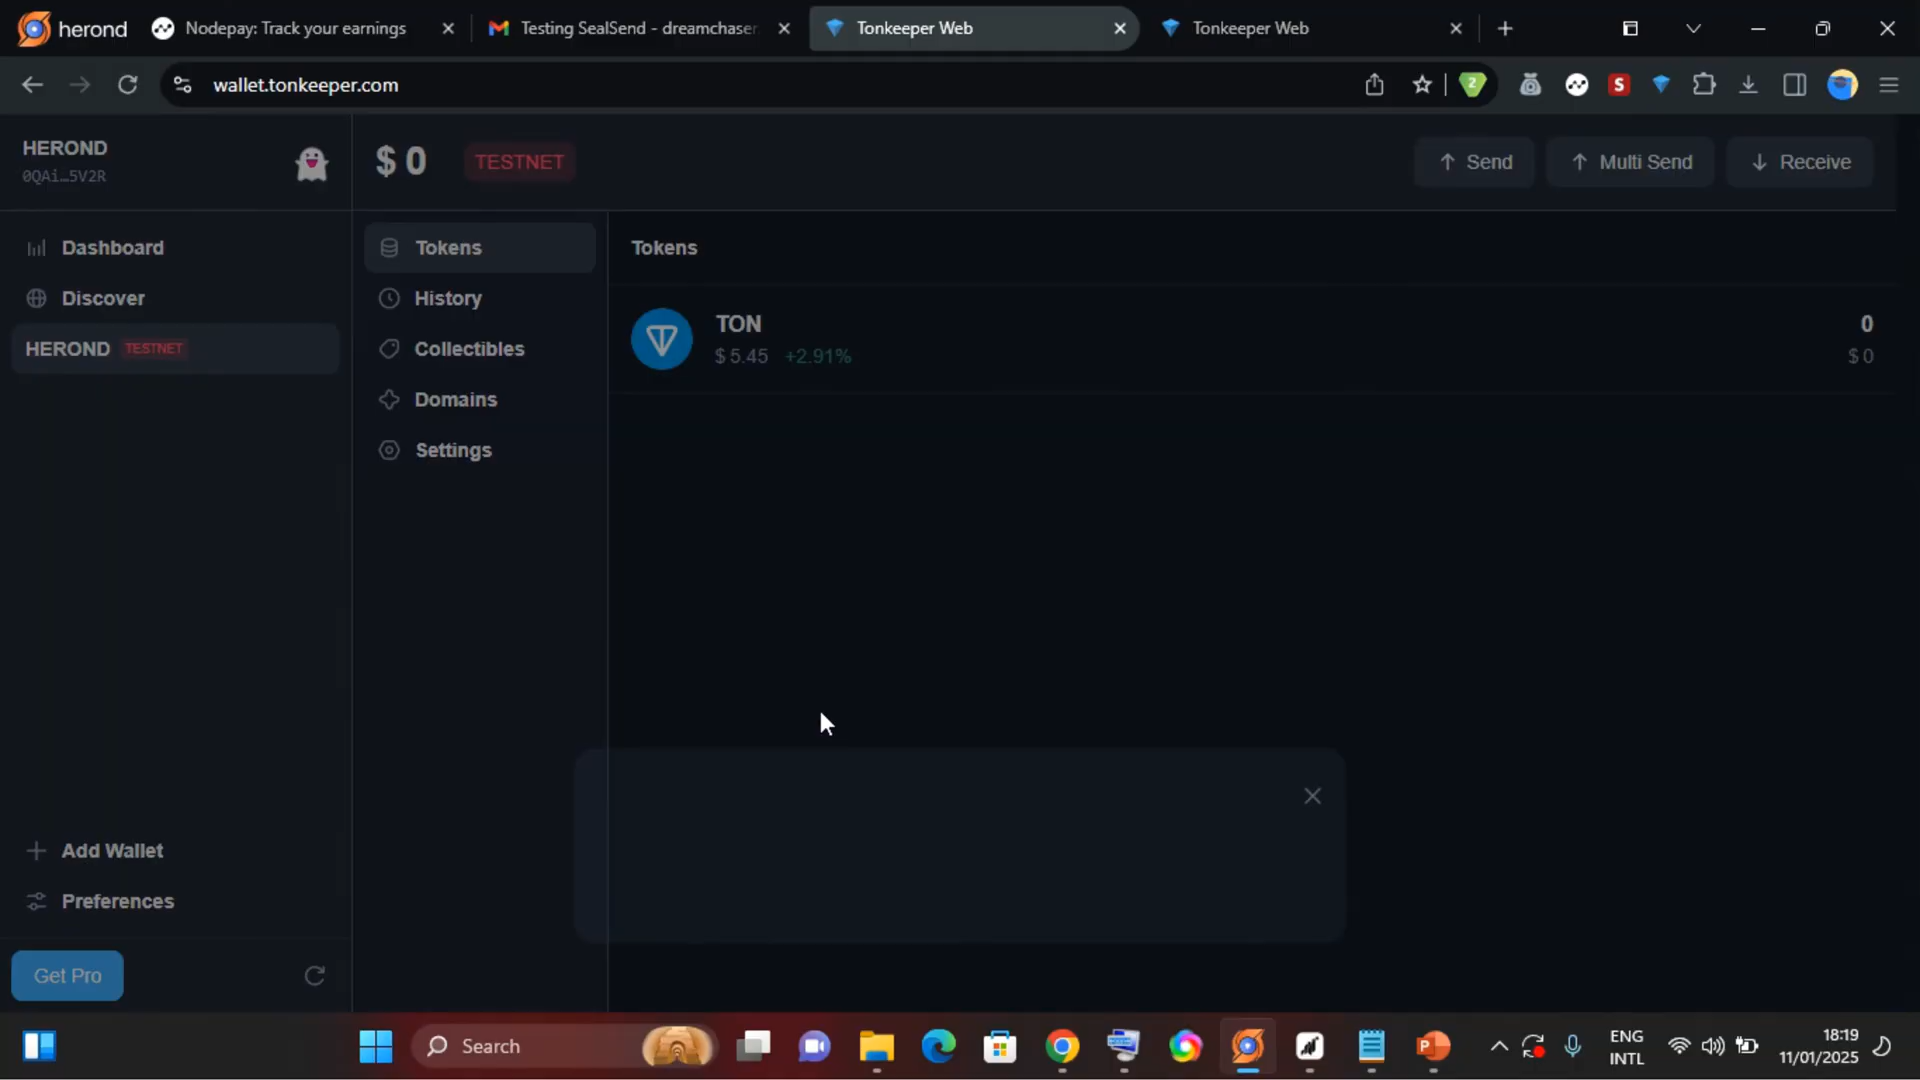 herond
Nodepay: Track your earnings
Testing SealSend - dreamchaser
Tonkeeper Web
Tonkeeper Web
wallet.tonkeeper.com
2
S
HEROND
0QAi…5V2R
$ 0
TESTNET
Send
Multi Send
Receive
Dashboard
Discover
HEROND TESTNET
Tokens
History
Collectibles
Domains
Settings
Tokens
TON
$ 5.45 +2.91%
0
$ 0
Add Wallet
Preferences
Get Pro
Search
ENG
INTL
18:19
11/01/2025